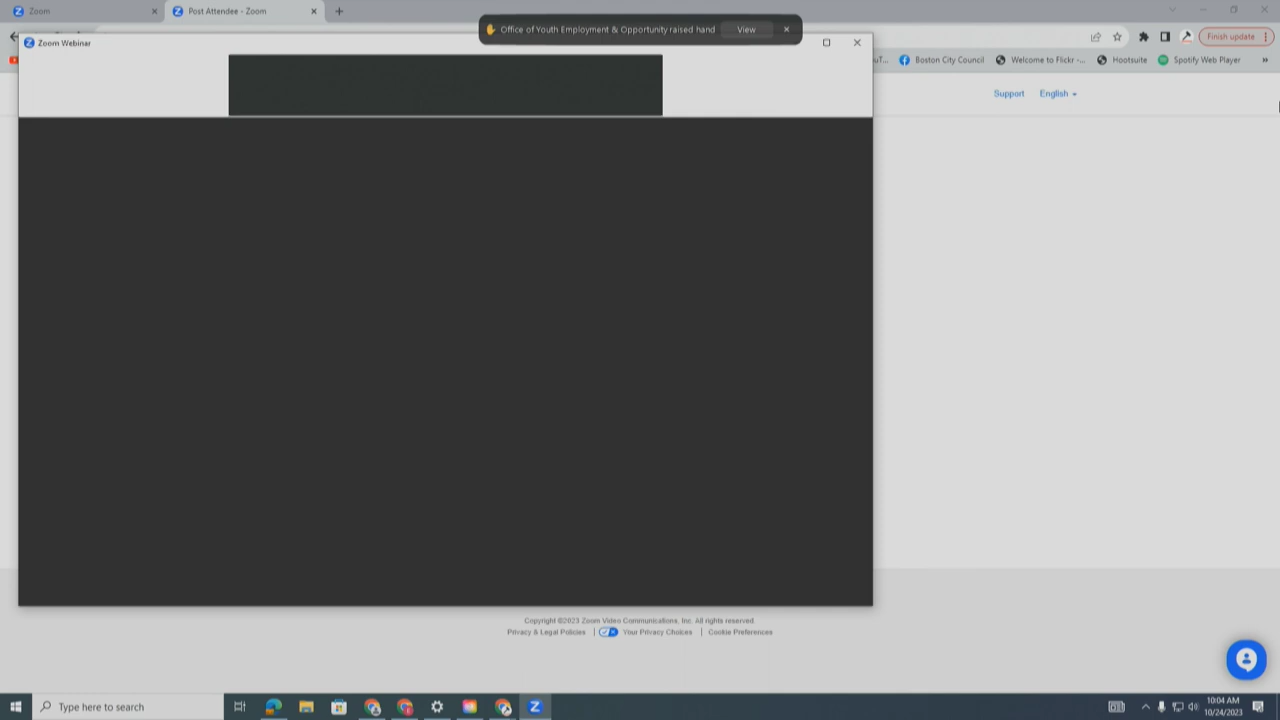 Zoom
Post Attendee - Zoom
Office of Youth Employment & Opportunity raised hand
View
Zoom Webinar
Finish update
Boston City Council
Welcome to Flickr -...
Hootsuite
Spotify Web Player
»
Support
English
Copyright ©2023 Zoom Video Communications, Inc. All rights reserved.
Privacy & Legal Policies | Your Privacy Choices | Cookie Preferences
Type here to search
10:04 AM
10/24/2023